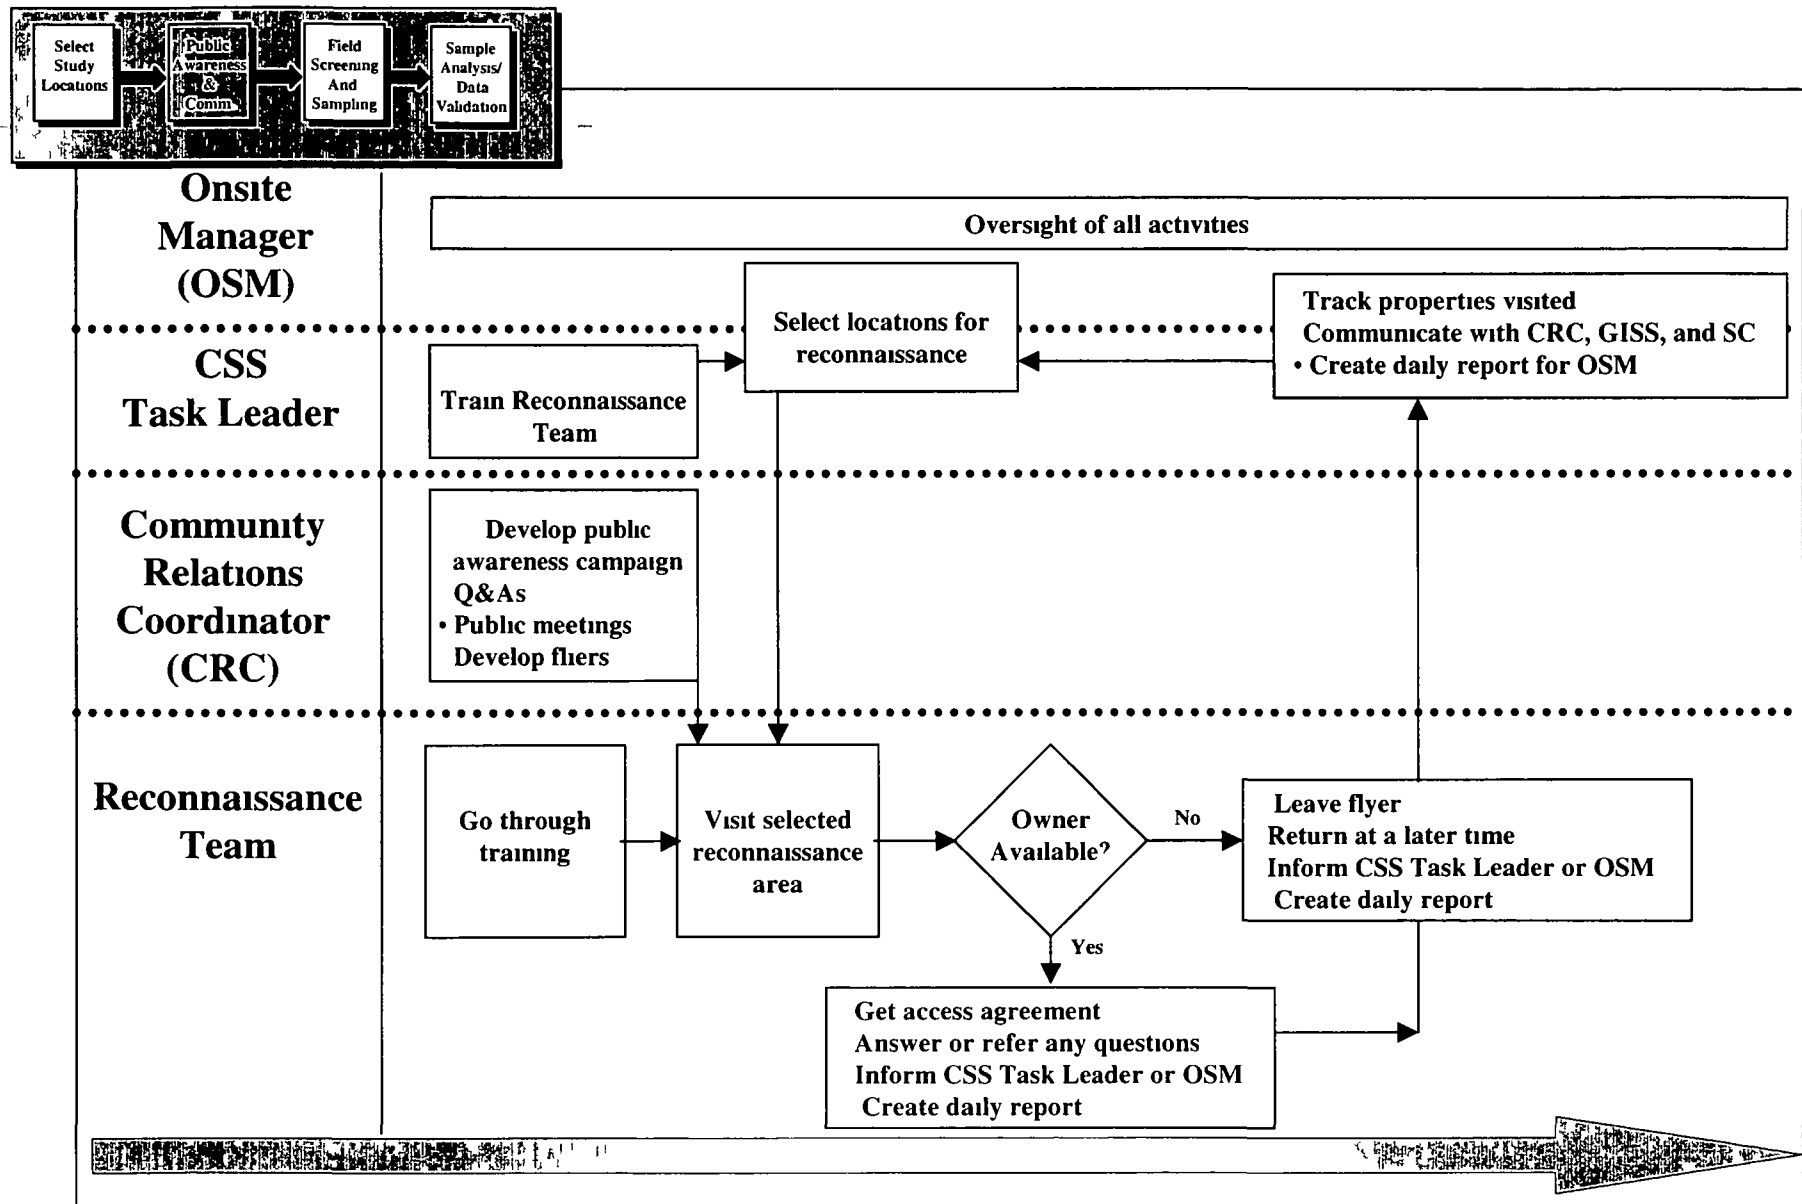 Select
Study
Locations
Public
Awareness
&
Comm
Field
Screening
And
Sampling
Sample
Analysis/
Data
Validation
Onsite
Manager
(OSM)
Oversight of all activities
Select locations for
reconnaissance
Track properties visited
Communicate with CRC, GISS, and SC
• Create daily report for OSM
CSS
Task Leader
Train Reconnaissance
Team
Community
Relations
Coordinator
(CRC)
Develop public
awareness campaign
Q&As
• Public meetings
Develop fliers
Reconnaissance
Team
Go through
training
Visit selected
reconnaissance
area
Owner
Available?
No
Yes
Leave flyer
Return at a later time
Inform CSS Task Leader or OSM
Create daily report
Get access agreement
Answer or refer any questions
Inform CSS Task Leader or OSM
Create daily report